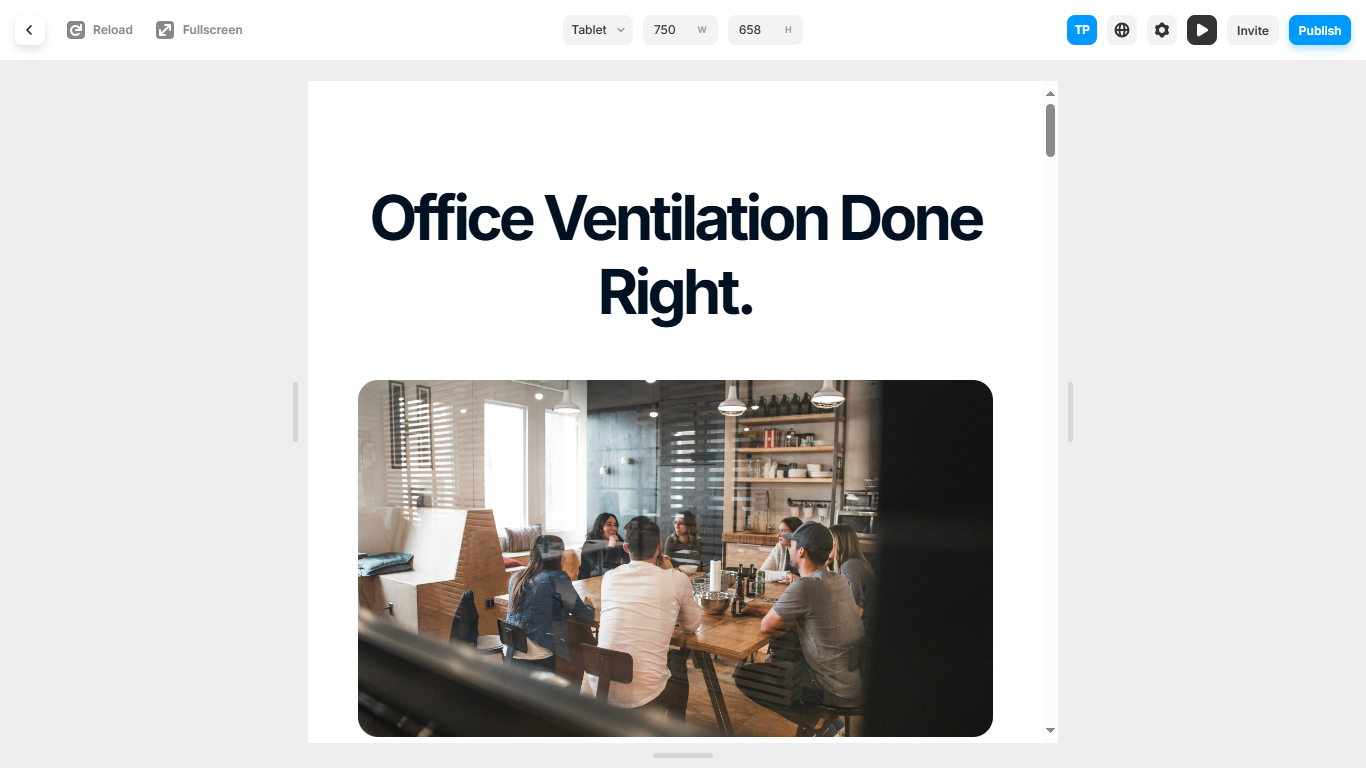 Reload
Fullscreen
Tablet
750 W
658 H
TP
Invite
Publish
Office Ventilation Done
Right.